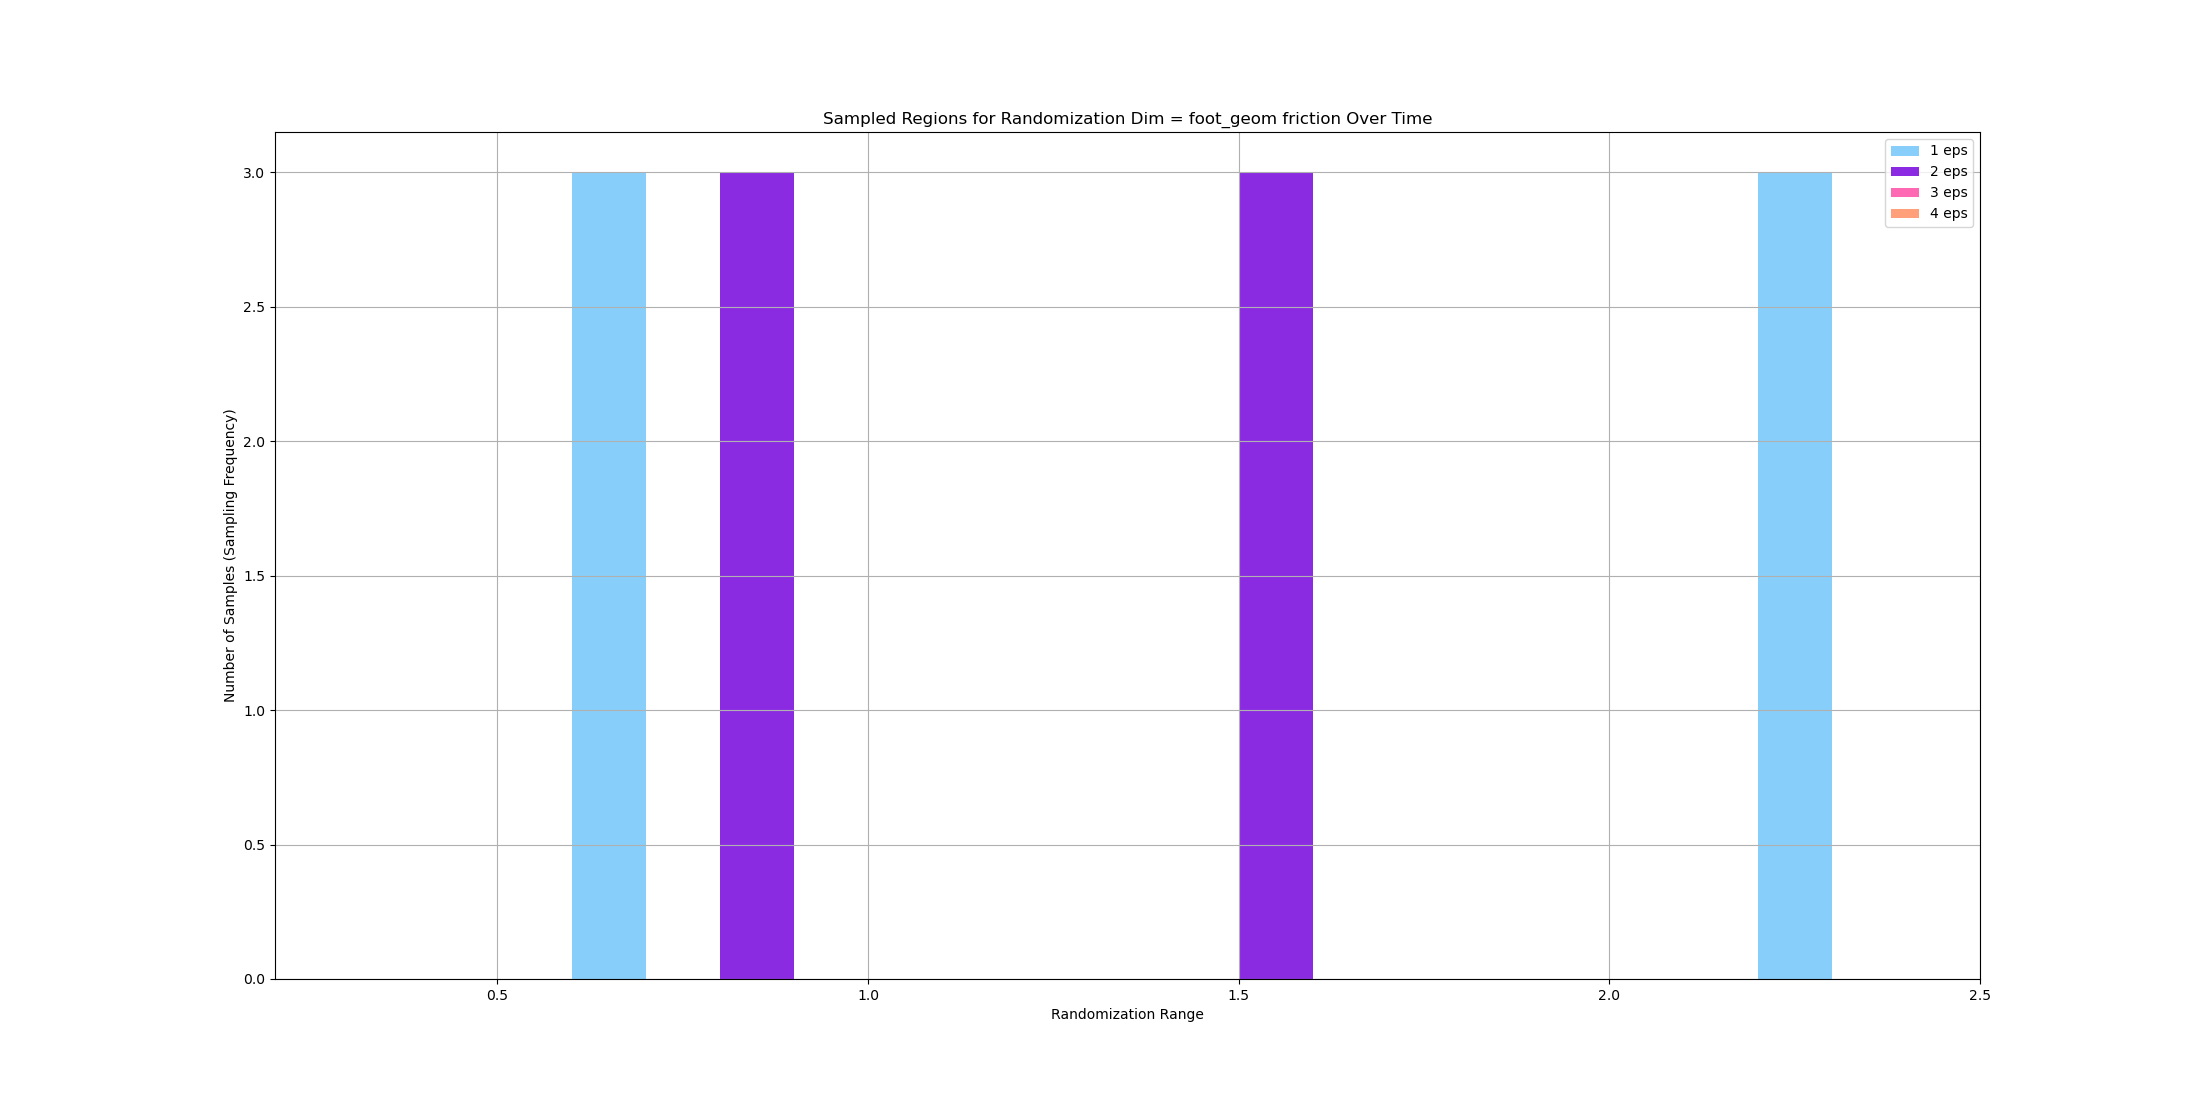 Sampled Regions for Randomization Dim = foot_geom friction Over Time
1 eps
2 eps
3 eps
4 eps
Number of Samples (Sampling Frequency)
3.0
2.5
2.0
1.5
1.0
0.5
0.0
0.5
1.0
1.5
2.0
2.5
Randomization Range